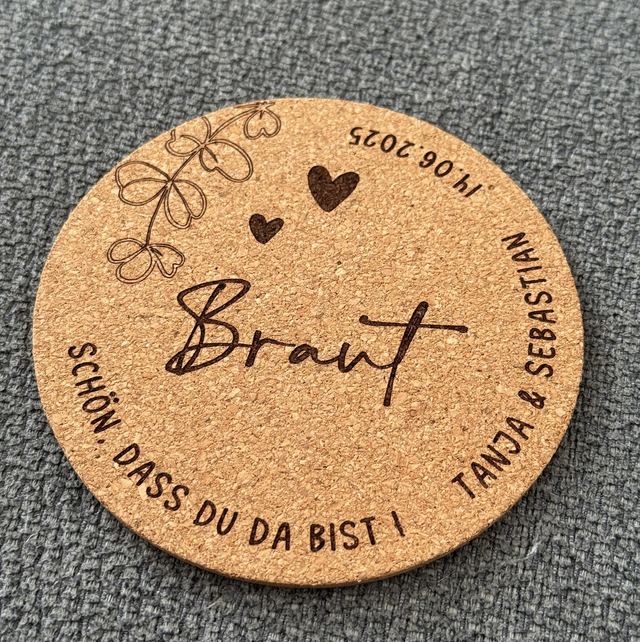 Braut
SCHÖN, DASS DU DA BIST !
TANJA & SEBASTIAN
14.06.2025